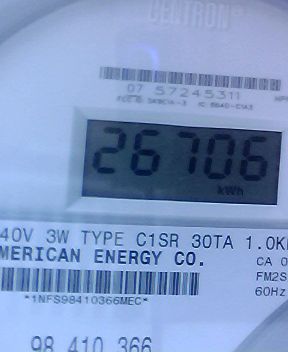 CENTRON®
07 57245311
26706
kWh
40V 3W TYPE C1SR 30TA 1.0K
MERICAN ENERGY CO.
CA 0
FM2S
60Hz
*1NFS98410366MEC*
98 410 366